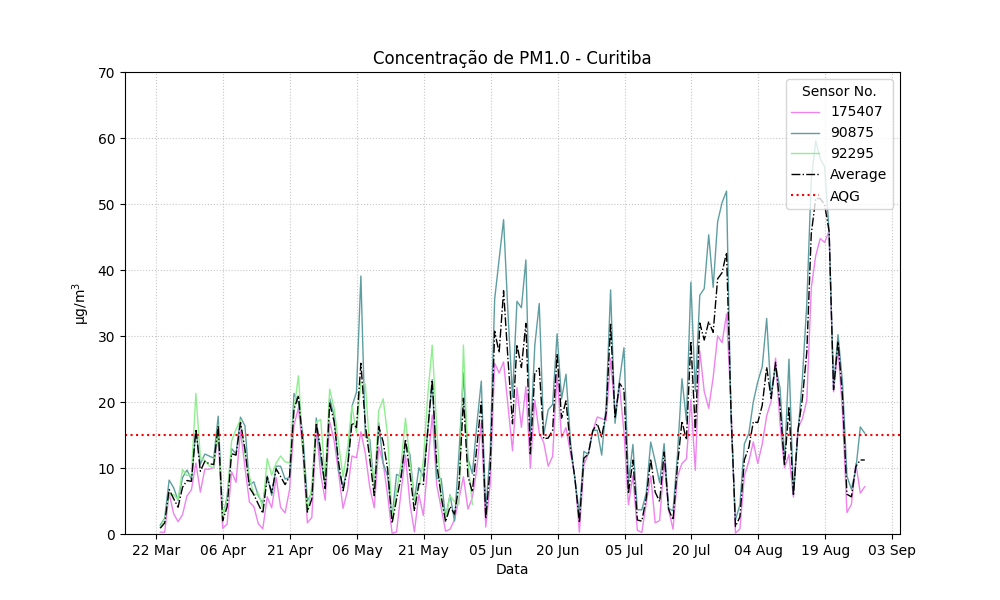 Concentração de PM1.0 - Curitiba
70
60
50
40
30
20
10
0
µg/m³
Sensor No.
175407
90875
92295
Average
AQG
22 Mar 06 Apr 21 Apr 06 May 21 May 05 Jun 20 Jun 05 Jul 20 Jul 04 Aug 19 Aug 03 Sep
Data